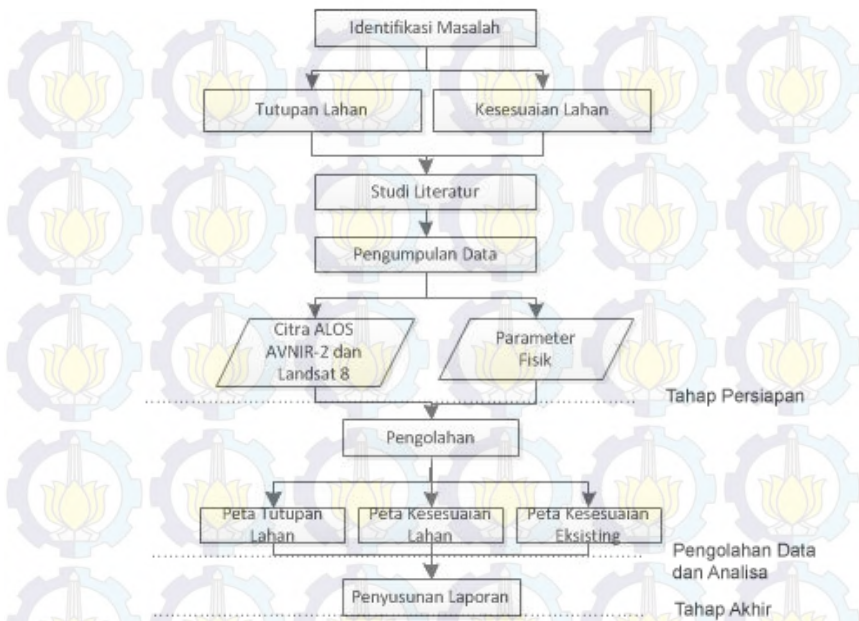 Identifikasi Masalah
Tutupan Lahan
Kesesuaian Lahan
Studi Literatur
Pengumpulan Data
Citra ALOS
AVNIR-2 dan
Landsat 8
Parameter
Fisik
Tahap Persiapan
Pengolahan
Peta Tutupan
Lahan
Peta Kesesuaian
Lahan
Peta Kesesuaian
Eksisting
Pengolahan Data
dan Analisa
Penyusunan Laporan
Tahap Akhir